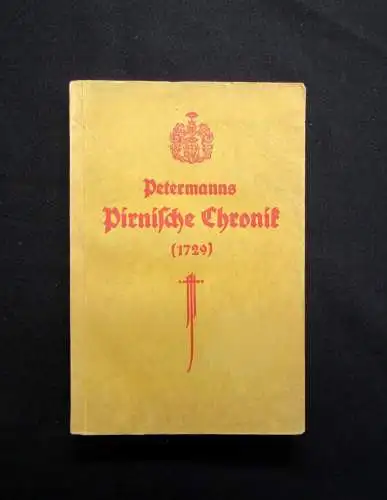 Petermanns
Pirnische Chronik
(1729)